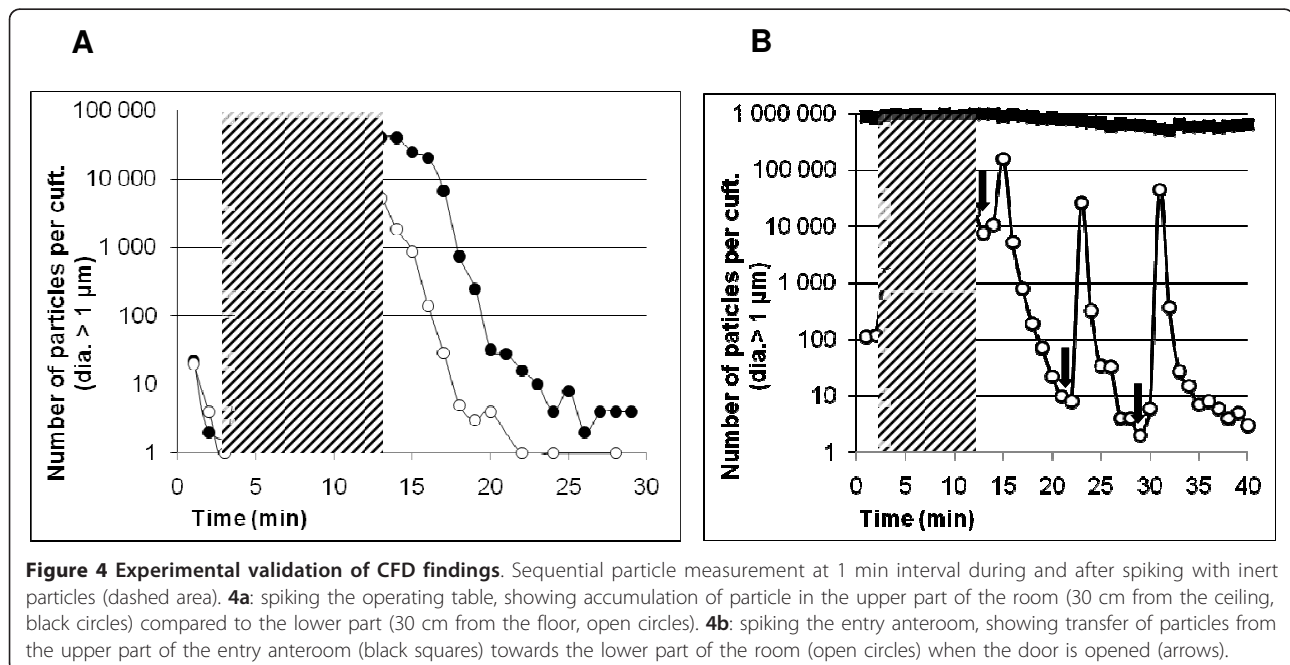 A
B
100 000
10 000
1 000
100
10
1
Number of particles per cuft.
(dia. > 1 µm)
0 5 10 15 20 25 30
Time (min)
1 000 000
100 000
10 000
1 000
100
10
1
Number of paticles per cuft.
(dia.> 1 µm)
0 5 10 15 21 25 30 35 40
Time (min)
Figure 4 Experimental validation of CFD findings. Sequential particle measurement at 1 min interval during and after spiking with inert
particles (dashed area). 4a: spiking the operating table, showing accumulation of particle in the upper part of the room (30 cm from the ceiling,
black circles) compared to the lower part (30 cm from the floor, open circles). 4b: spiking the entry anteroom, showing transfer of particles from
the upper part of the entry anteroom (black squares) towards the lower part of the room (open circles) when the door is opened (arrows).